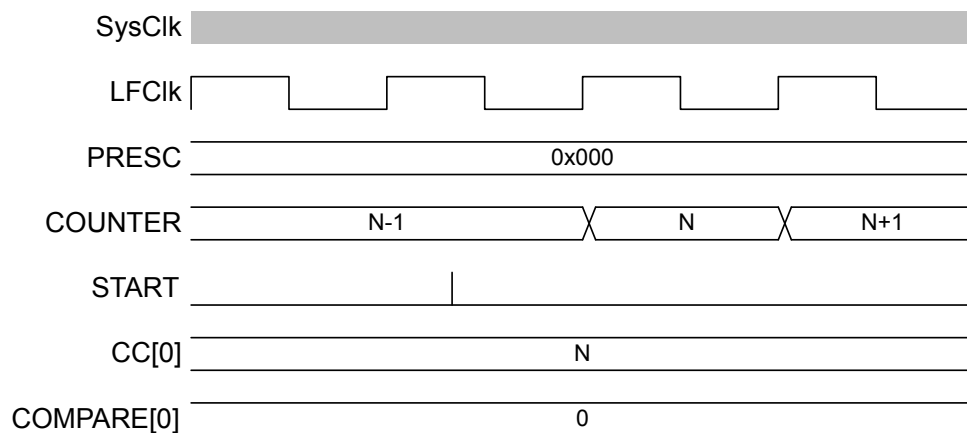 SysClk
LFClk
PRESC 0x000
COUNTER N-1 N N+1
START
CC[0] N
COMPARE[0] 0